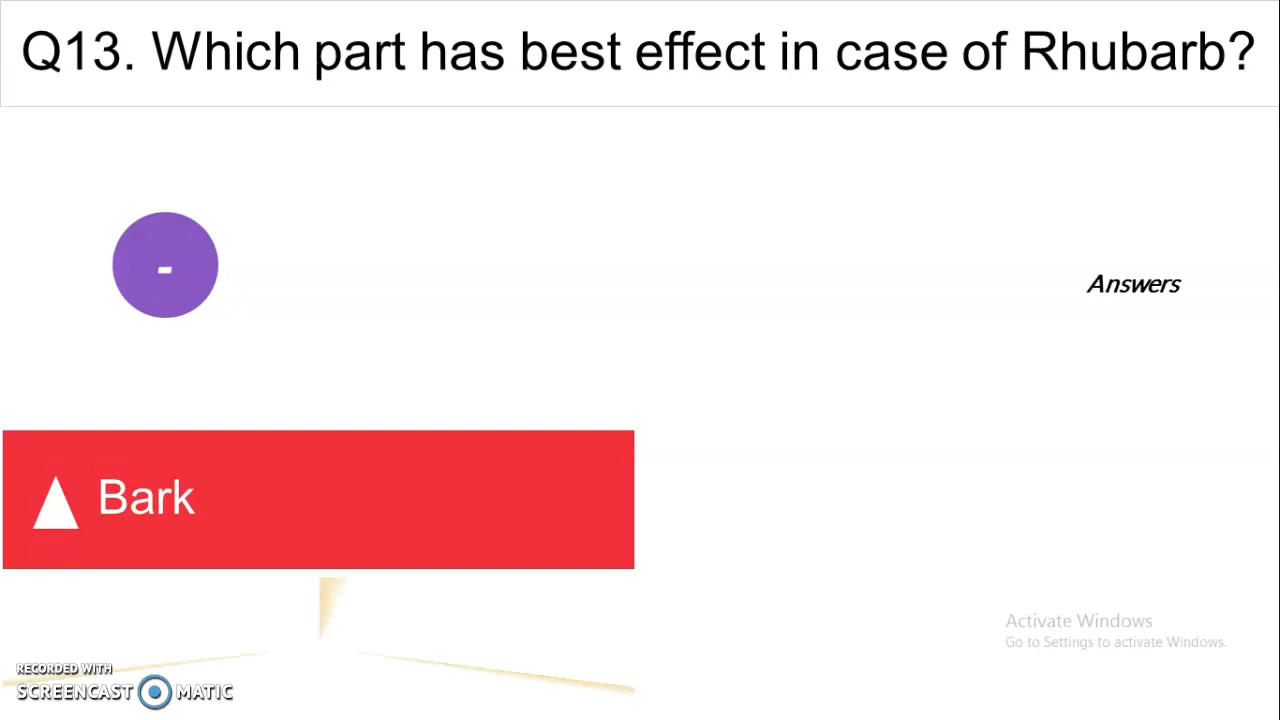 Q13. Which part has best effect in case of Rhubarb?
-
Answers
Bark
Activate Windows
Go to Settings to activate Windows.
RECORDED WITH
SCREENCAST MATIC